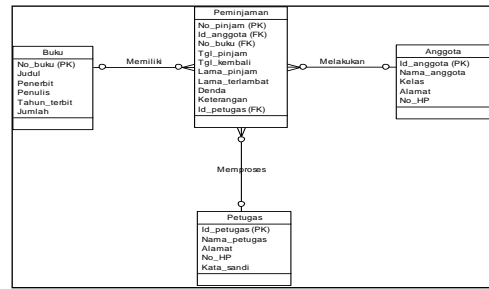 Peminjaman
No_pinjam (PK)
Id_anggota (FK)
No_buku (FK)
Tgl_pinjam
Tgl_kembali
Lama_pinjam
Lama_terlambat
Denda
Keterangan
Id_petugas (FK)
Buku
No_buku (PK)
Judul
Penerbit
Penulis
Tahun_terbit
Jumlah
Memiliki
Melakukan
Anggota
Id_anggota (PK)
Nama_anggota
Kelas
Alamat
No_HP
Memproses
Petugas
Id_petugas (PK)
Nama_petugas
Alamat
No_HP
Kata_sandi